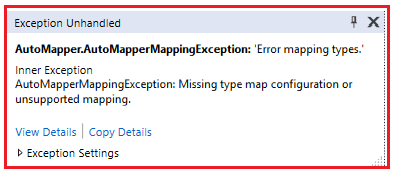 Exception Unhandled
AutoMapper.AutoMapperMappingException: 'Error mapping types.'
Inner Exception
AutoMapperMappingException: Missing type map configuration or
unsupported mapping.
View Details | Copy Details
Exception Settings